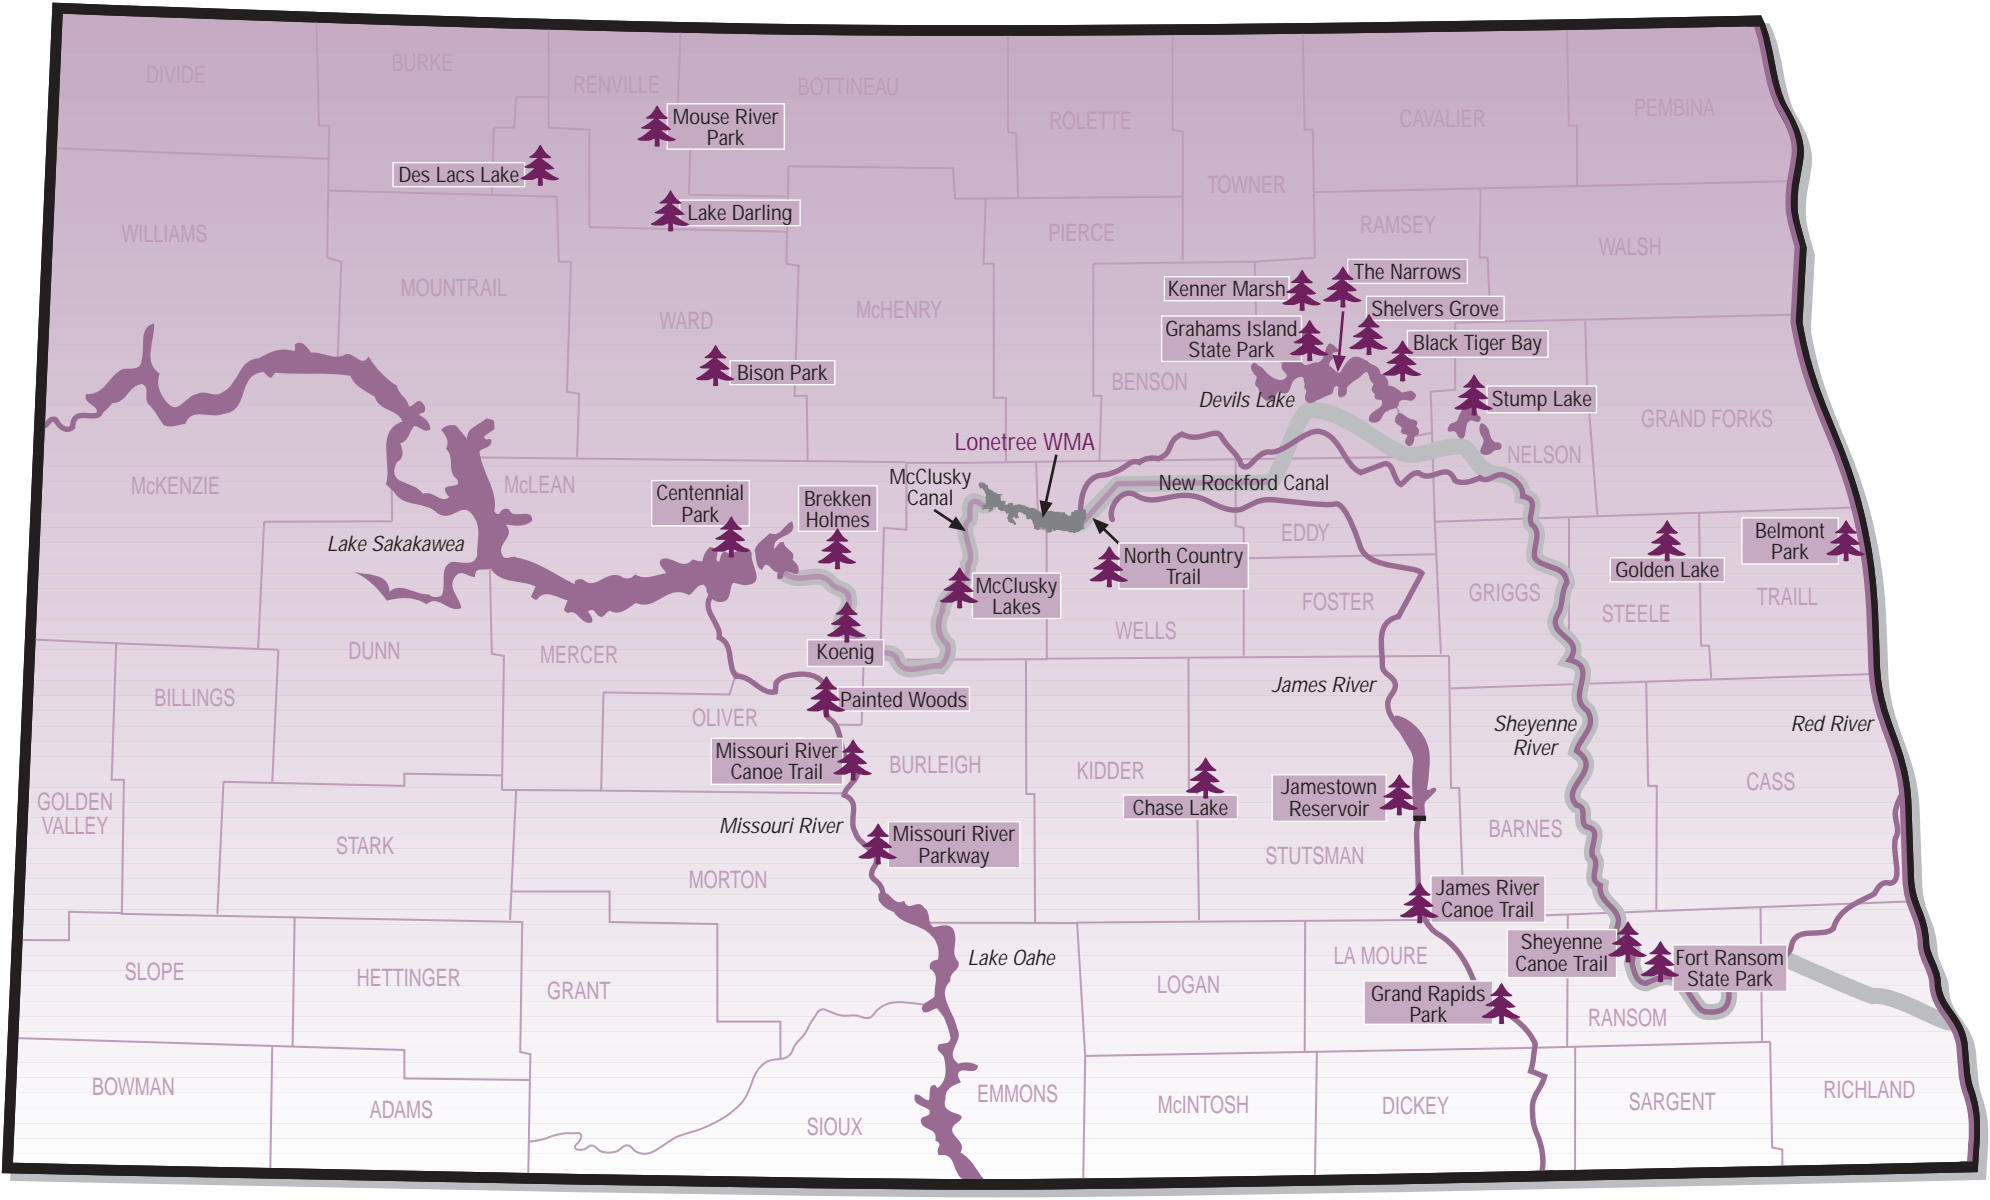 DIVIDE
BURKE
RENVILLE
BOTTINEAU
ROLETTE
CAVALIER
PEMBINA
Mouse River
Park
Des Lacs Lake
TOWNER
Lake Darling
WILLIAMS
PIERCE
RAMSEY
WALSH
MOUNTRAIL
WARD
McHENRY
The Narrows
Kenner Marsh
Shelvers Grove
Grahams Island
State Park
Black Tiger Bay
Bison Park
BENSON
Devils Lake
Stump Lake
GRAND FORKS
Lonetree WMA
NELSON
McKENZIE
McLEAN
McClusky
Canal
New Rockford Canal
Centennial
Park
Brekken
Holmes
EDDY
Lake Sakakawea
North Country
Trail
Golden Lake
Belmont
Park
McClusky
Lakes
FOSTER
GRIGGS
STEELE
TRAILL
WELLS
DUNN
MERCER
Koenig
James River
BILLINGS
OLIVER
Painted Woods
Sheyenne
River
Red River
Missouri River
Canoe Trail
BURLEIGH
KIDDER
Chase Lake
Jamestown
Reservoir
CASS
GOLDEN
VALLEY
Missouri River
Missouri River
Parkway
BARNES
STARK
STUTSMAN
MORTON
James River
Canoe Trail
Lake Oahe
LA MOURE
Sheyenne
Canoe Trail
Fort Ransom
State Park
SLOPE
HETTINGER
GRANT
LOGAN
Grand Rapids
Park
RANSOM
BOWMAN
ADAMS
SIOUX
EMMONS
McINTOSH
DICKEY
SARGENT
RICHLAND